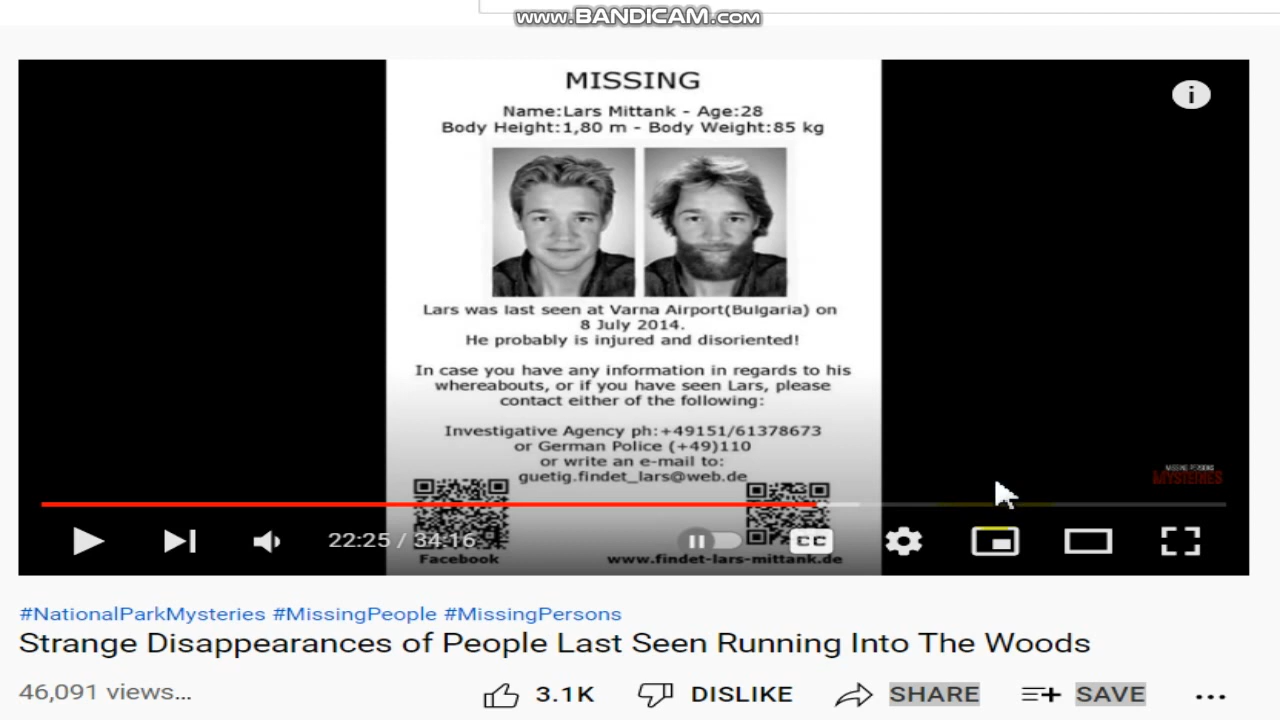 www.BANDICAM.com
MISSING
Name:Lars Mittank - Age:28
Body Height:1,80 m - Body Weight:85 kg
Lars was last seen at Varna Airport(Bulgaria) on
8 July 2014.
He probably is injured and disoriented!
In case you have any information in regards to his
whereabouts, or if you have seen Lars, please
contact either of the following:
Investigative Agency ph:+49151/61378673
or German Police (+49)110
or write an e-mail to:
guetig.findet_lars@web.de
MISSING PERSONS
MYSTERIES
22:25 / 34:16
CC
Facebook
www.findet-lars-mittank.de
#NationalParkMysteries #MissingPeople #MissingPersons
Strange Disappearances of People Last Seen Running Into The Woods
46,091 views...
3.1K
DISLIKE
SHARE
SAVE